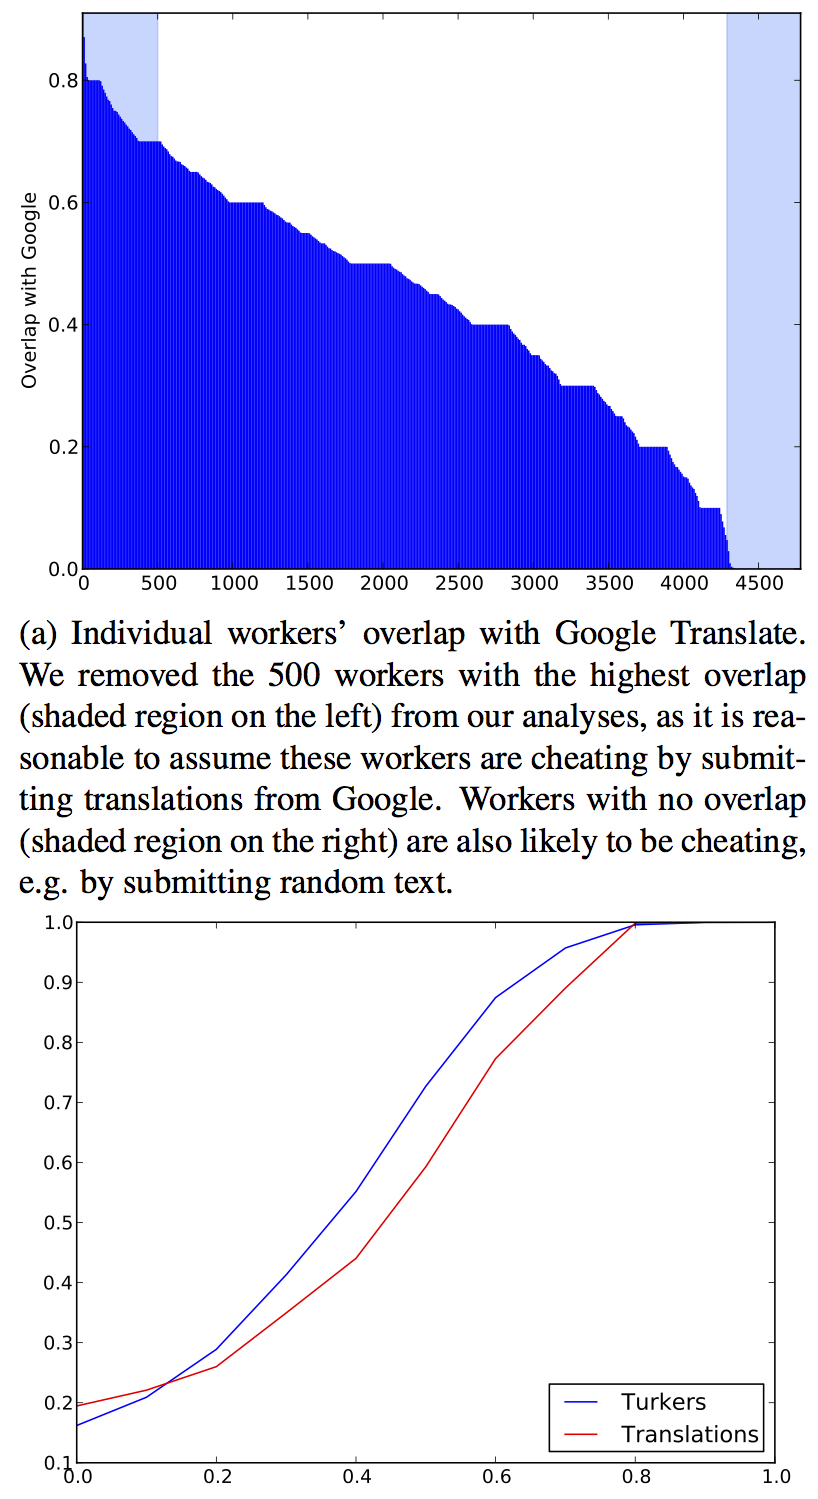 0.8
0.6
0.4
0.2
0.0
Overlap with Google
0 500 1000 1500 2000 2500 3000 3500 4000 4500
(a) Individual workers’ overlap with Google Translate.
We removed the 500 workers with the highest overlap
(shaded region on the left) from our analyses, as it is rea-
sonable to assume these workers are cheating by submit-
ting translations from Google. Workers with no overlap
(shaded region on the right) are also likely to be cheating,
e.g. by submitting random text.
1.0
0.9
0.8
0.7
0.6
0.5
0.4
0.3
0.2
0.1
Turkers
Translations
0.0 0.2 0.4 0.6 0.8 1.0